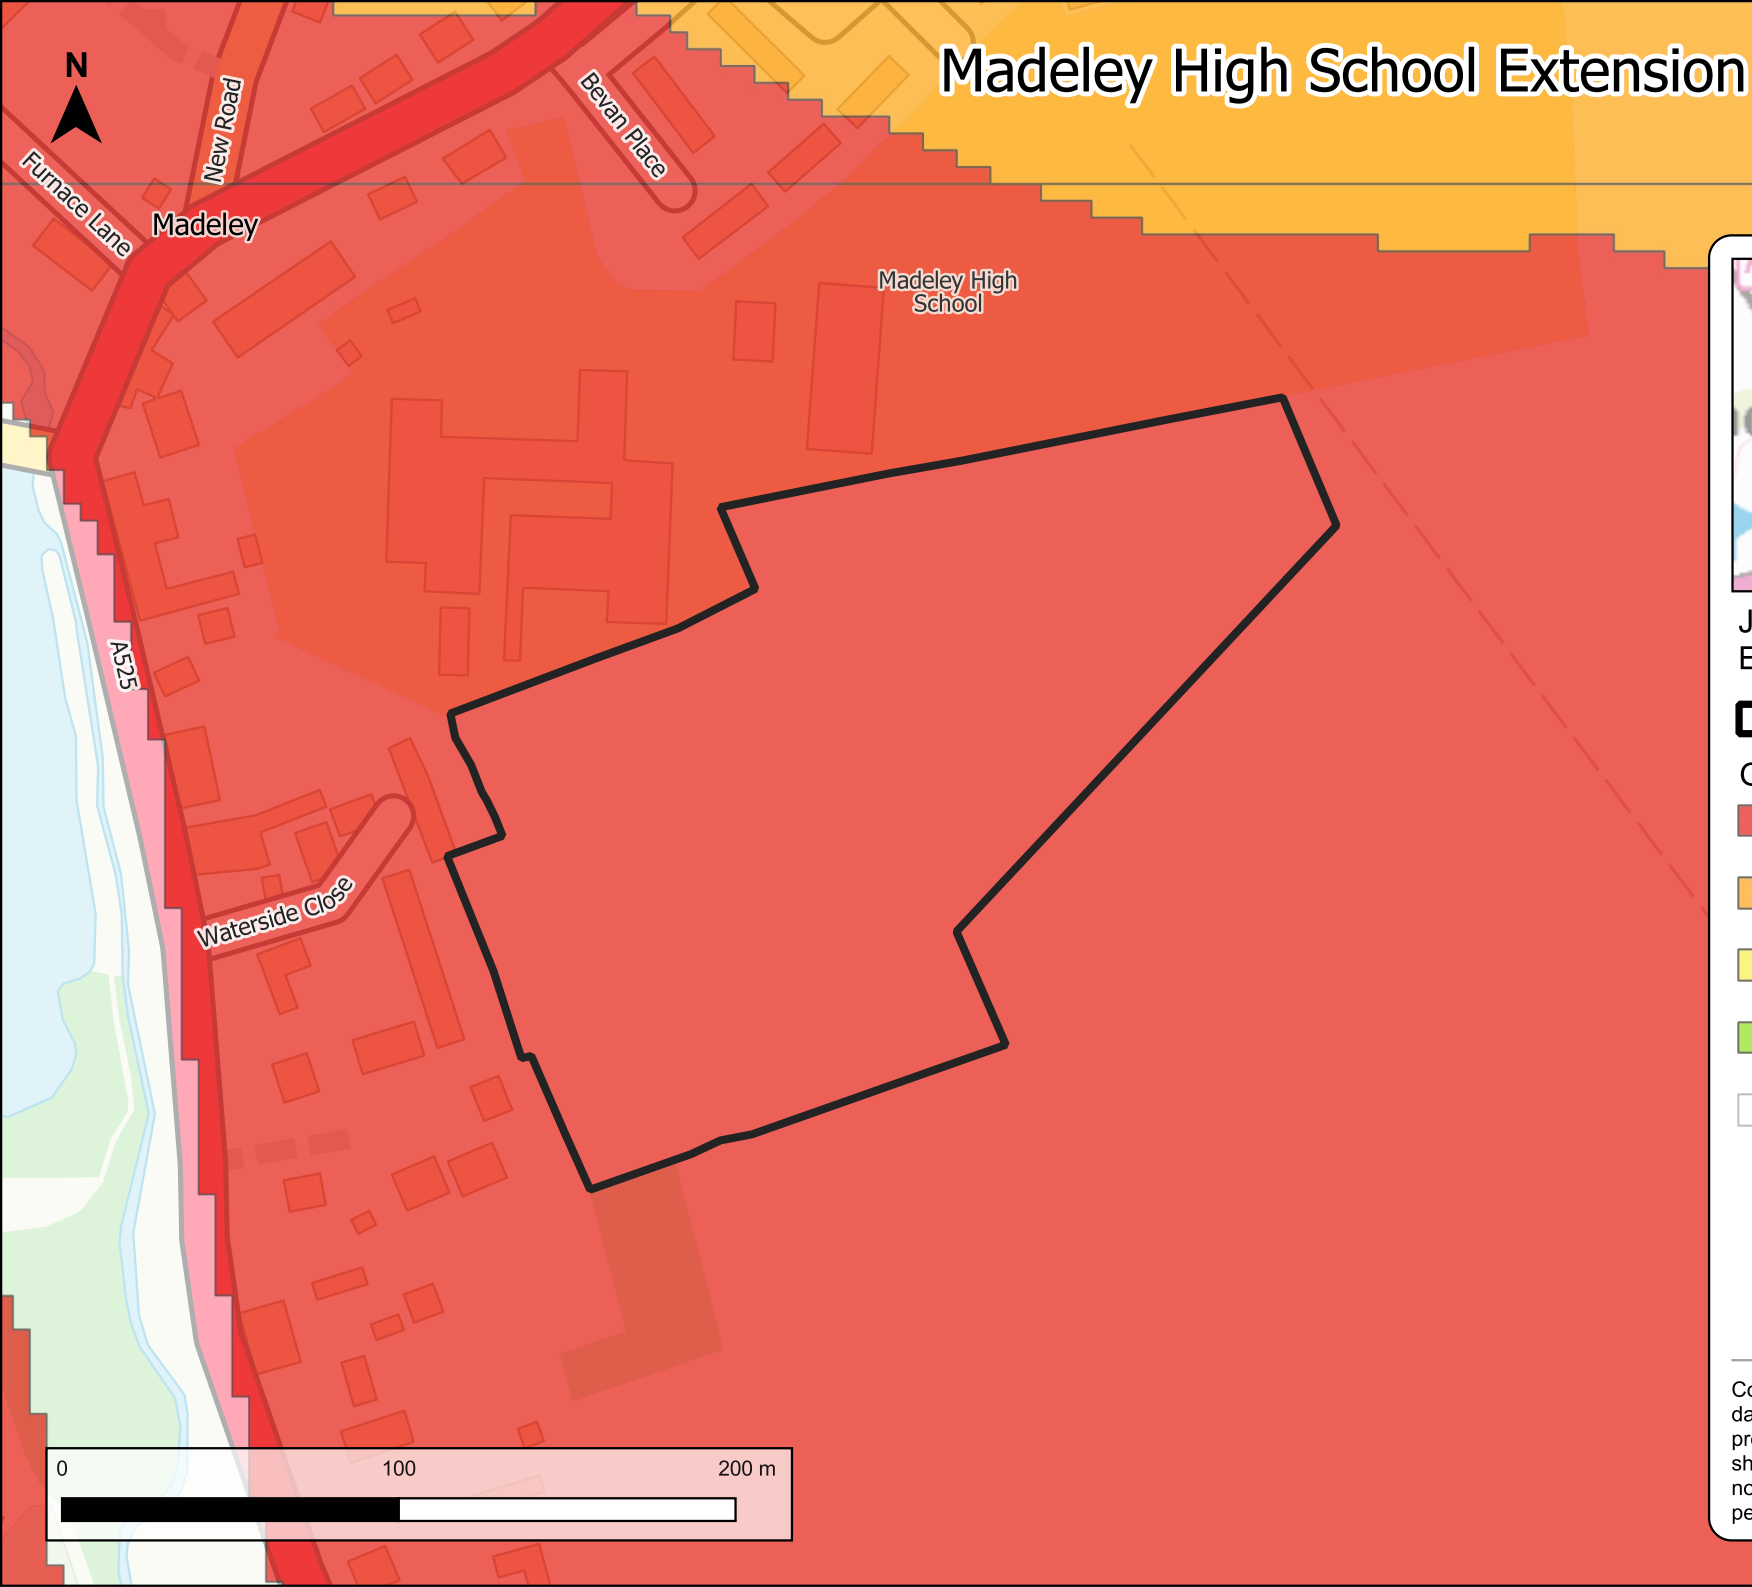 Madeley High School Extension
N
New Road
Bevan Place
Furnace Lane
Madeley
Madeley High
School
A525
Waterside Close
0 100 200 m